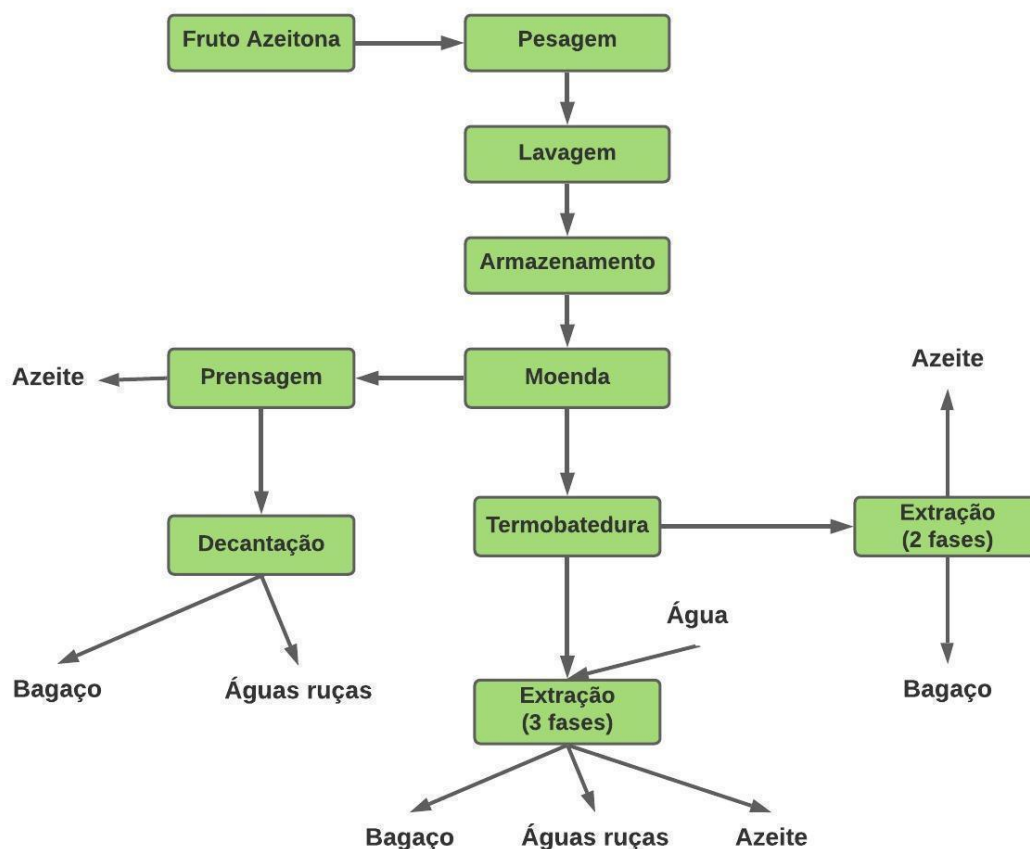 Fruto Azeitona
Pesagem
Lavagem
Armazenamento
Azeite
Prensagem
Moenda
Azeite
Decantação
Termobatedura
Extração
(2 fases)
Água
Bagaço
Águas ruças
Extração
(3 fases)
Bagaço
Bagaço
Águas ruças
Azeite